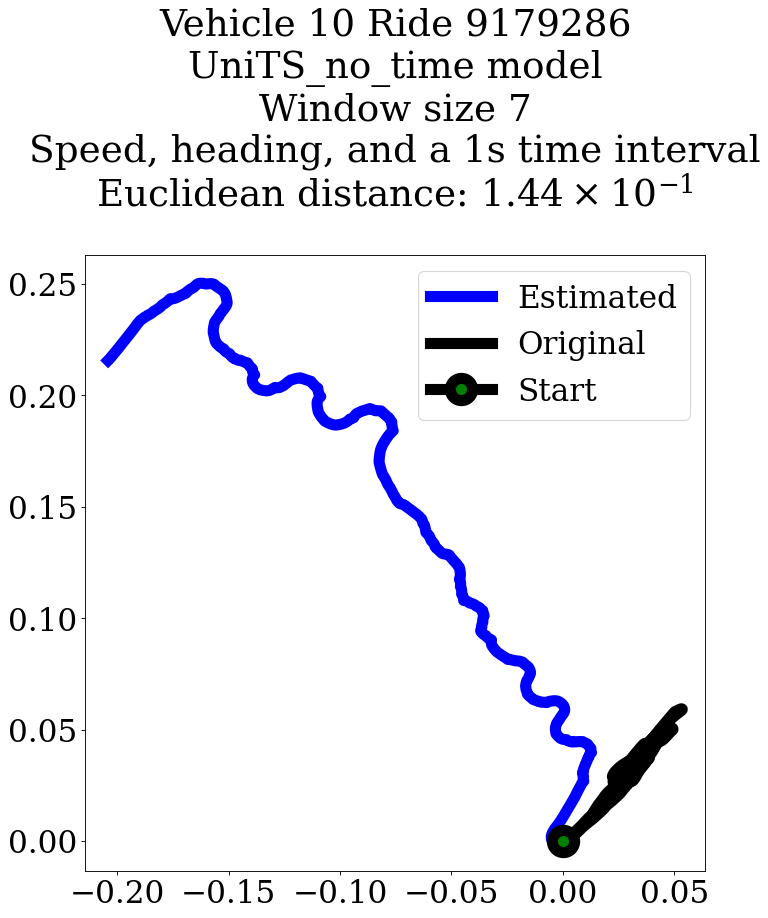 Vehicle 10 Ride 9179286
UniTS_no_time model
Window size 7
Speed, heading, and a 1s time interval
Euclidean distance: 1.44 × 10⁻¹
Estimated
Original
Start
0.25
0.20
0.15
0.10
0.05
0.00
−0.20 −0.15 −0.10 −0.05 0.00 0.05